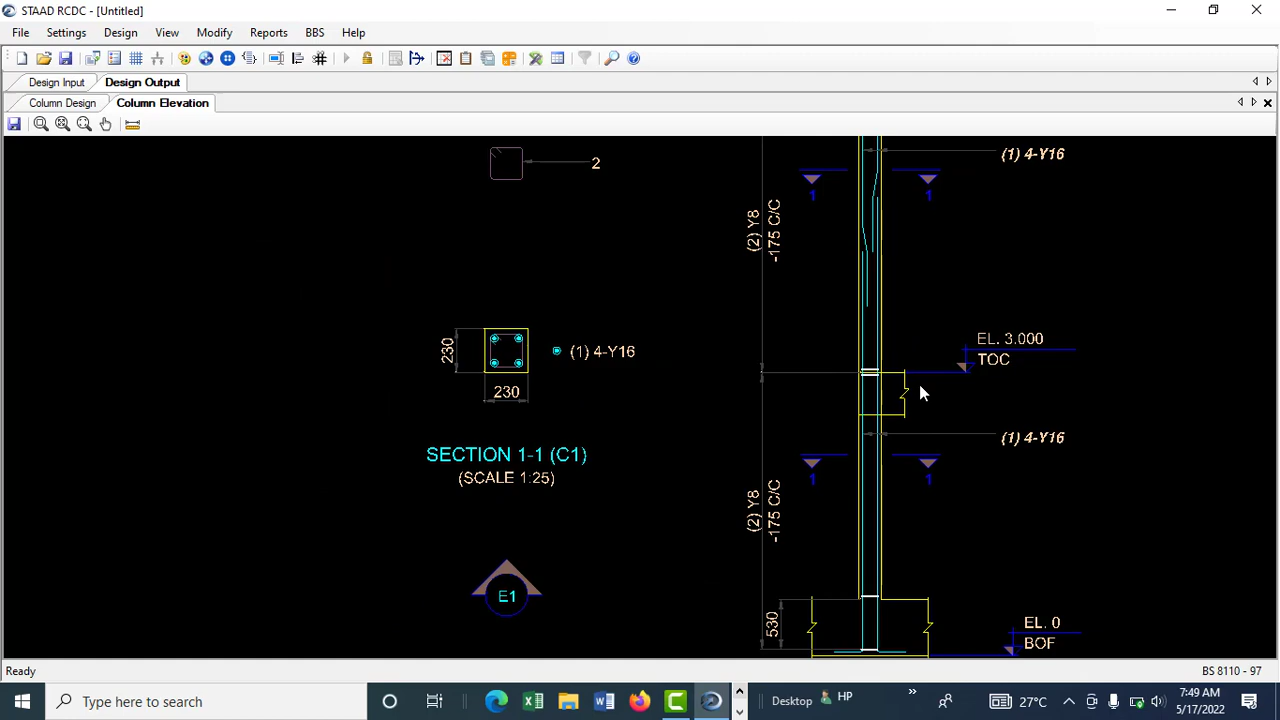 STAAD RCDC - [Untitled]
File Settings Design View Modify Reports BBS Help
Design Input Design Output
Column Design Column Elevation
2
(1) 4-Y16
1 1
(2) Y8
-175 C/C
230
(1) 4-Y16
230
EL. 3.000
TOC
SECTION 1-1 (C1)
(SCALE 1:25)
(1) 4-Y16
1 1
(2) Y8
-175 C/C
E1
530
EL. 0
BOF
Ready BS 8110 - 97
Type here to search
Desktop HP 27°C
7:49 AM
5/17/2022